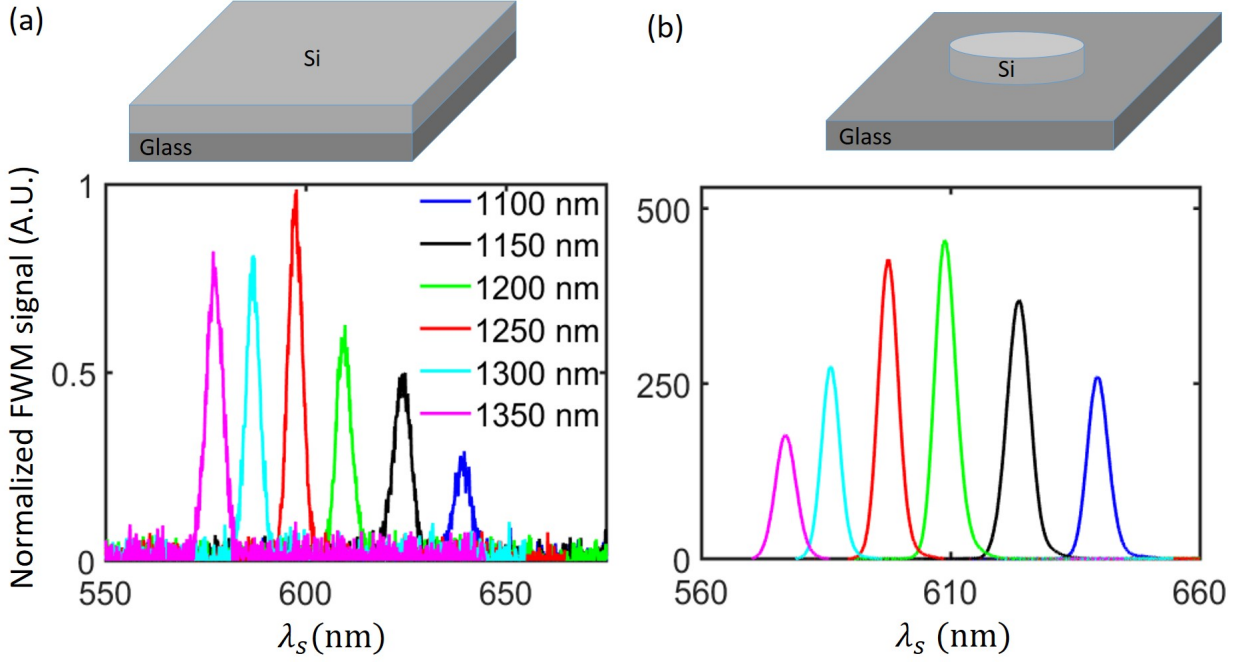 (a)
Si
Glass
(b)
Si
Glass
Normalized FWM signal (A.U.)
1
0.5
0
550
600
650
λₛ (nm)
1100 nm
1150 nm
1200 nm
1250 nm
1300 nm
1350 nm
500
250
0
560
610
660
λₛ (nm)